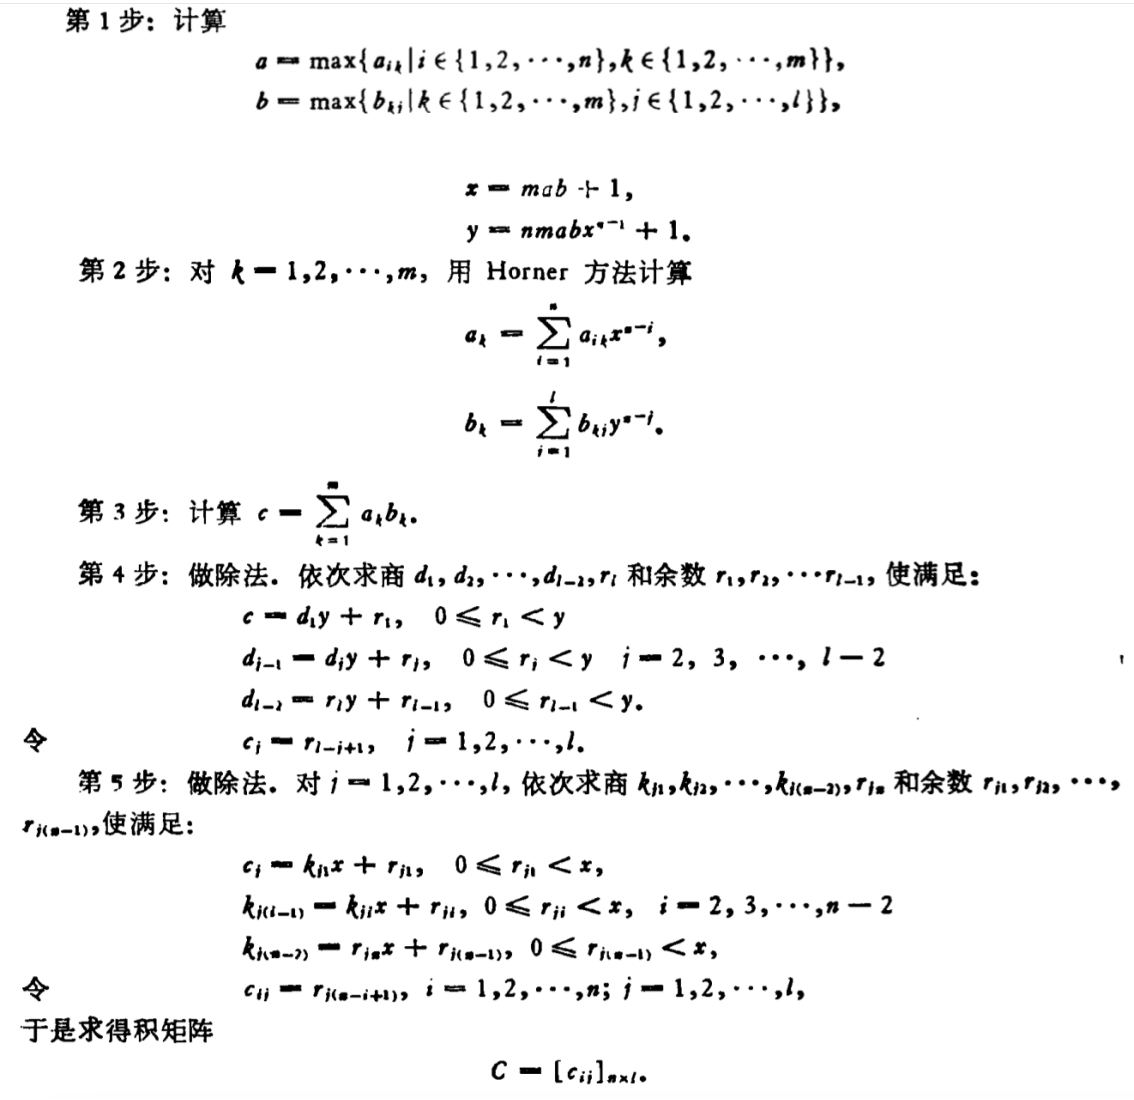 第 1 步: 计算
a = max{a_{ik}|i ∈ {1,2, ···,n},k ∈ {1,2, ···,m}},
b = max{b_{kj}|k ∈ {1,2, ···,m},j ∈ {1,2, ···,l}},
x = mab + 1,
y = nmabx^{n-1} + 1.
第 2 步: 对 k = 1,2, ···,m, 用 Horner 方法计算
a_k = \sum_{i=1}^{n} a_{ik}x^{n-i},
b_k = \sum_{j=1}^{l} b_{kj}y^{n-j}.
第 3 步: 计算 c = \sum_{k=1}^{m} a_kb_k.
第 4 步: 做除法. 依次求商 d_1, d_2, ···,d_{l-2},r_l 和余数 r_1,r_2, ···r_{l-1}, 使满足:
c = d_1y + r_1, 0 ≤ r_1 < y
d_{j-1} = d_jy + r_j, 0 ≤ r_j < y j = 2, 3, ···, l - 2
d_{l-2} = r_ly + r_{l-1}, 0 ≤ r_{l-1} < y.
令 c_j = r_{l-j+1}, j = 1,2, ···,l.
第 5 步: 做除法. 对 j = 1,2, ···,l, 依次求商 k_{j1},k_{j2}, ···,k_{j(n-2)},r_{jn} 和余数 r_{j1},r_{j2}, ···,
r_{j(n-1)},使满足:
c_j = k_{j1}x + r_{j1}, 0 ≤ r_{j1} < x,
k_{j(i-1)} = k_{ji}x + r_{ji}, 0 ≤ r_{ji} < x, i = 2, 3, ···,n - 2
k_{j(n-2)} = r_{jn}x + r_{j(n-1)}, 0 ≤ r_{j(n-1)} < x,
令 c_{ij} = r_{j(n-i+1)}, i = 1,2, ···,n; j = 1,2, ···,l,
于是求得积矩阵
C = [c_{ij}]_{n×l}.